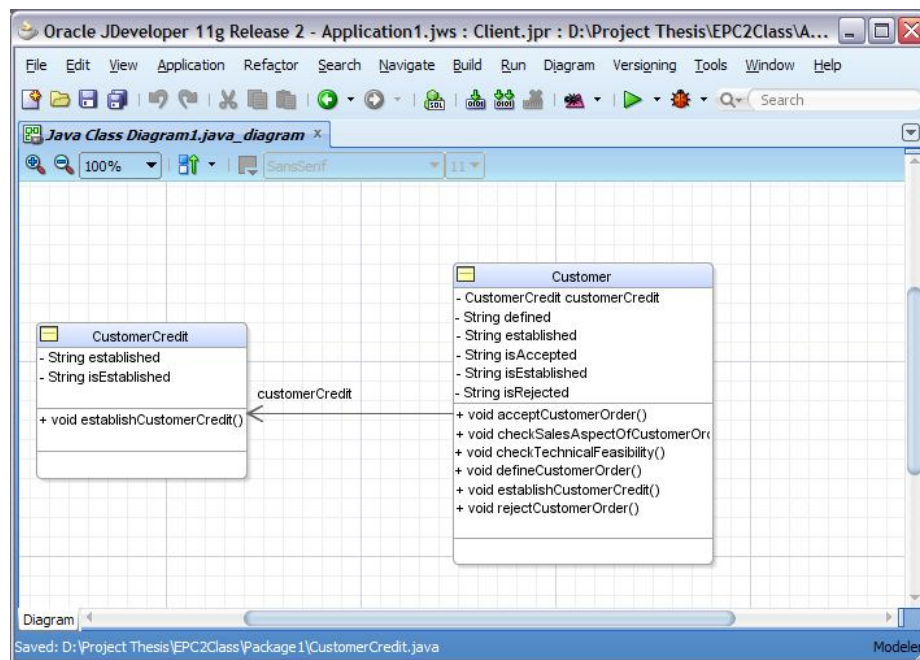 Oracle JDeveloper 11g Release 2 - Application1.jws : Client.jpr : D:\Project Thesis\EPC2Class\A...
File Edit View Application Refactor Search Navigate Build Run Diagram Versioning Tools Window Help
SQL
Search
Java Class Diagram1.java_diagram x
100% SansSerif 11
CustomerCredit
- String established
- String isEstablished
+ void establishCustomerCredit()
customerCredit
Customer
- CustomerCredit customerCredit
- String defined
- String established
- String isAccepted
- String isEstablished
- String isRejected
+ void acceptCustomerOrder()
+ void checkSalesAspectOfCustomerOr
+ void checkTechnicalFeasibility()
+ void defineCustomerOrder()
+ void establishCustomerCredit()
+ void rejectCustomerOrder()
Diagram
Saved: D:\Project Thesis\EPC2Class\Package1\CustomerCredit.java
Modeler